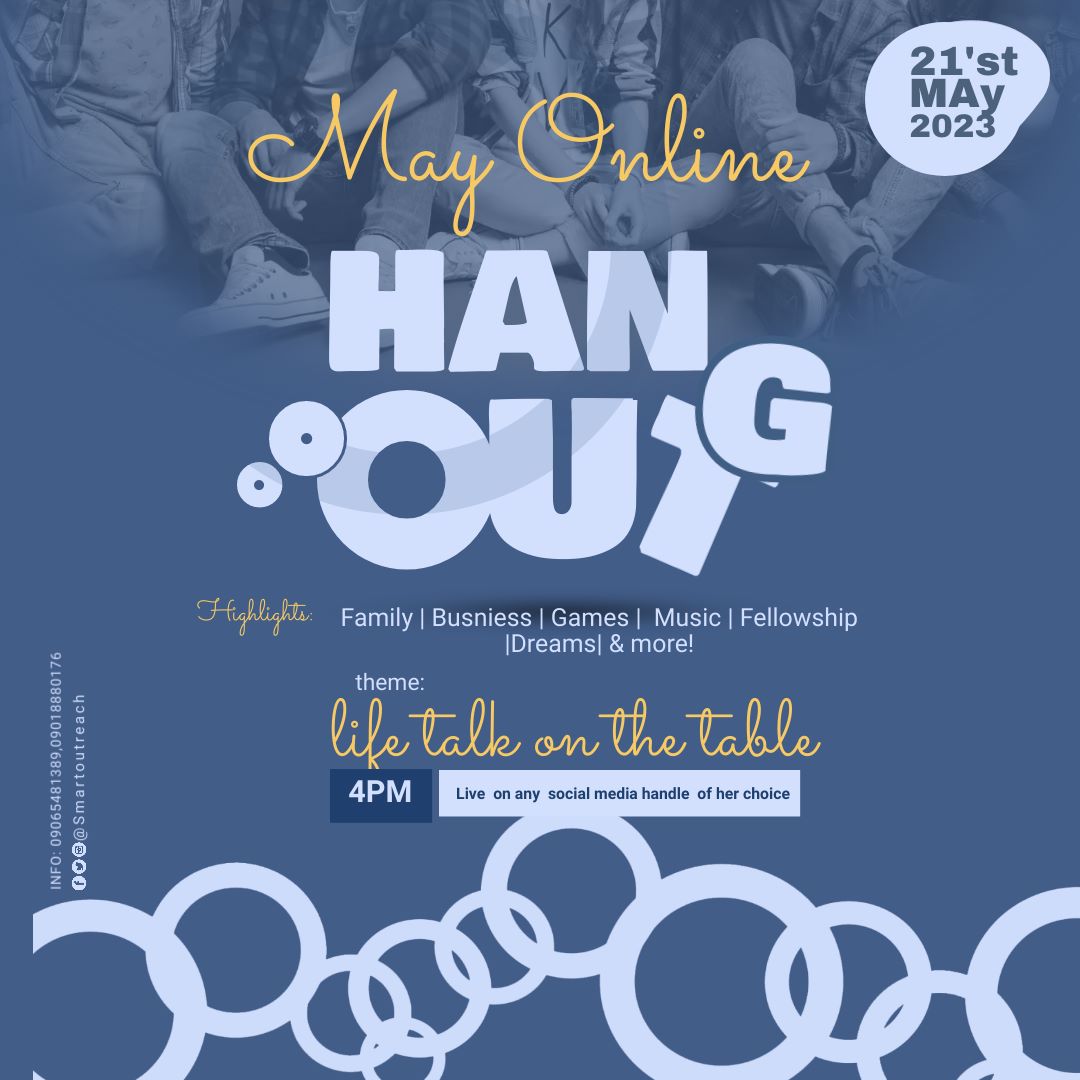 21'st
MAy
2023
May Online
HAN
G
OUT
Highlights:
Family | Busniess | Games | Music | Fellowship
|Dreams| & more!
theme:
life talk on the table
4PM
Live on any social media handle of her choice
INFO: 09065481389,09018880176
@Smartoutreach